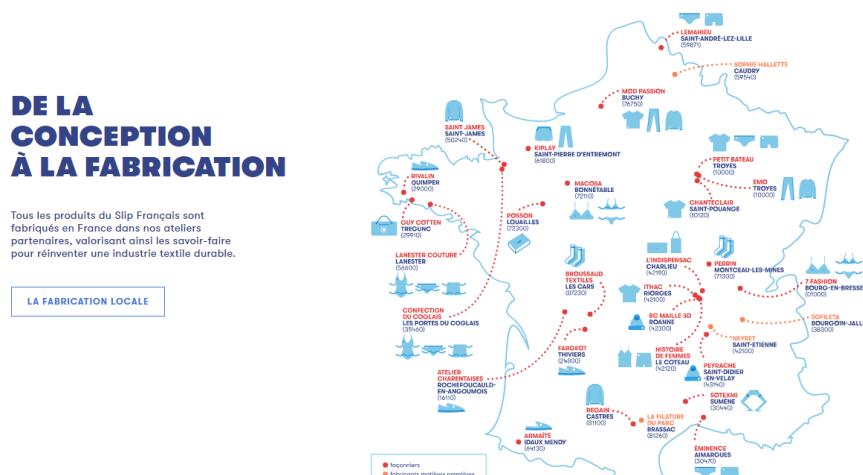 DE LA
CONCEPTION
À LA FABRICATION
Tous les produits du Slip Français sont
fabriqués en France dans nos ateliers
partenaires, valorisant ainsi les savoir-faire
pour réinventer une industrie textile durable.
LA FABRICATION LOCALE
LEMAHIEU
SAINT-ANDRÉ-LEZ-LILLE
(59871)
SOPHIE HALLETTE
CAUDRY
(59540)
MOD PASSION
BUCHY
(76750)
SAINT JAMES
SAINT-JAMES
(50240)
KIPLAY
SAINT-PIERRE D'ENTREMONT
(61800)
PETIT BATEAU
TROYES
(10000)
EMO
TROYES
(10000)
CHANTECLAIR
SAINT-POUANGE
(10120)
RIVALIN
QUIMPER
(29000)
MACOSA
BONNÉTABLE
(72110)
POSSON
LOUAILLES
(72300)
GUY COTTEN
TREGUNC
(29910)
LANESTER COUTURE
LANESTER
(56600)
L'INDISPENSAC
CHARLIEU
(42190)
PERRIN
MONTCEAU-LES-MINES
(71300)
BROUSSAUD
TEXTILES
LES CARS
(87230)
ITHAC
RIORGES
(42100)
7 FASHION
BOURG-EN-BRESSE
(01000)
CONFECTION
DU COGLAIS
LES PORTES DU COGLAIS
(35460)
BC MAILLE 3D
ROANNE
(42300)
SOFILETA
BOURGOIN-JALL
(38300)
NEYRET
SAINT-ETIENNE
(42100)
FARGEOT
THIVIERS
(24800)
HISTOIRE
DE FEMMES
LE COTEAU
(42120)
PEYRACHE
SAINT-DIDIER
-EN-VELAY
(43140)
ATELIER
CHARENTAISES
ROCHEFOUCAULD-
EN-ANGOUMOIS
(16110)
SOTEXMI
SUMÈNE
(30440)
REGAIN
CASTRES
(81100)
LA FILATURE
DU PARC
BRASSAC
(81260)
ARMAÏTÉ
IDAUX MENDY
(64130)
ÉMINENCE
AIMARGUES
(30470)
façonniers
fabricants matières premières